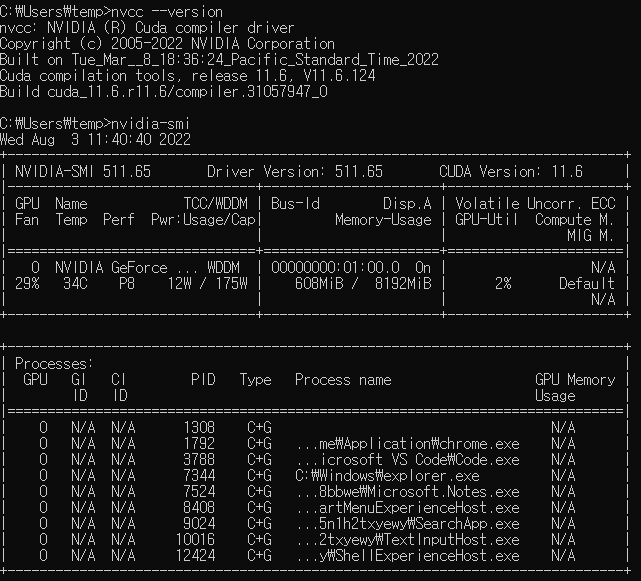 C:₩Users₩temp>nvcc --version
nvcc: NVIDIA (R) Cuda compiler driver
Copyright (c) 2005-2022 NVIDIA Corporation
Built on Tue_Mar__8_18:36:24_Pacific_Standard_Time_2022
Cuda compilation tools, release 11.6, V11.6.124
Build cuda_11.6.r11.6/compiler.31057947_0
C:₩Users₩temp>nvidia-smi
Wed Aug  3 11:40:40 2022
NVIDIA-SMI 511.65       Driver Version: 511.65       CUDA Version: 11.6
GPU  Name            TCC/WDDM | Bus-Id        Disp.A | Volatile Uncorr. ECC
Fan  Temp  Perf  Pwr:Usage/Cap|         Memory-Usage | GPU-Util  Compute M.
MIG M.
0  NVIDIA GeForce ... WDDM | 00000000:01:00.0  On | N/A
29%   34C    P8    12W / 175W | 608MiB /  8192MiB | 2%      Default
N/A
Processes:
GPU   GI   CI        PID   Type   Process name                  GPU Memory
ID   ID                                                   Usage
0   N/A  N/A      1308    C+G                                   N/A
0   N/A  N/A      1792    C+G   ...me₩Application₩chrome.exe    N/A
0   N/A  N/A      3788    C+G   ...icrosoft VS Code₩Code.exe    N/A
0   N/A  N/A      7344    C+G   C:₩Windows₩explorer.exe         N/A
0   N/A  N/A      7524    C+G   ...8bbwe₩Microsoft.Notes.exe    N/A
0   N/A  N/A      8408    C+G   ...artMenuExperienceHost.exe    N/A
0   N/A  N/A      9024    C+G   ...5n1h2txyewy₩SearchApp.exe    N/A
0   N/A  N/A     10016    C+G   ...2txyewy₩TextInputHost.exe    N/A
0   N/A  N/A     12424    C+G   ...y₩ShellExperienceHost.exe    N/A